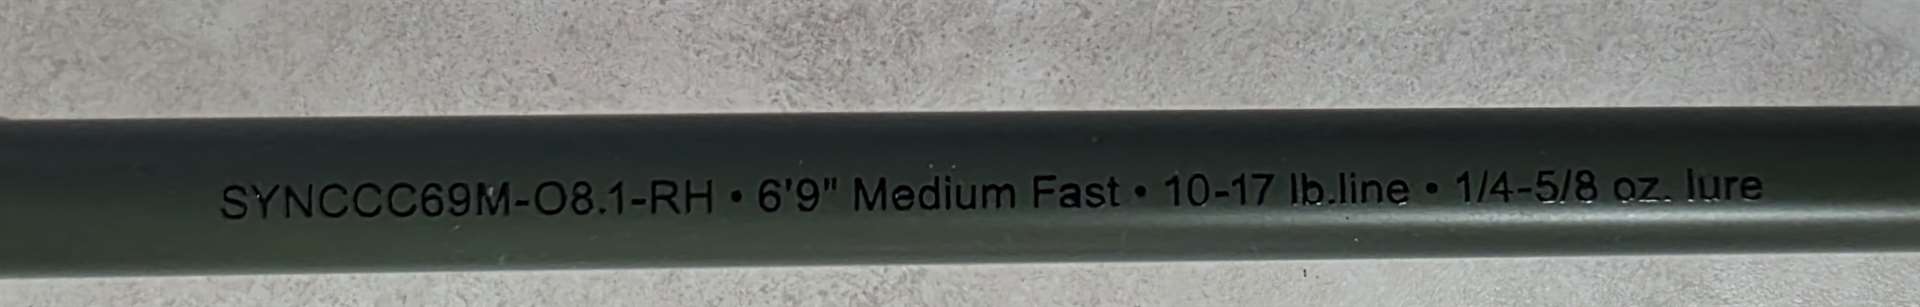 SYNCCC69M-O8.1-RH • 6'9" Medium Fast • 10-17 lb.line • 1/4-5/8 oz. lure